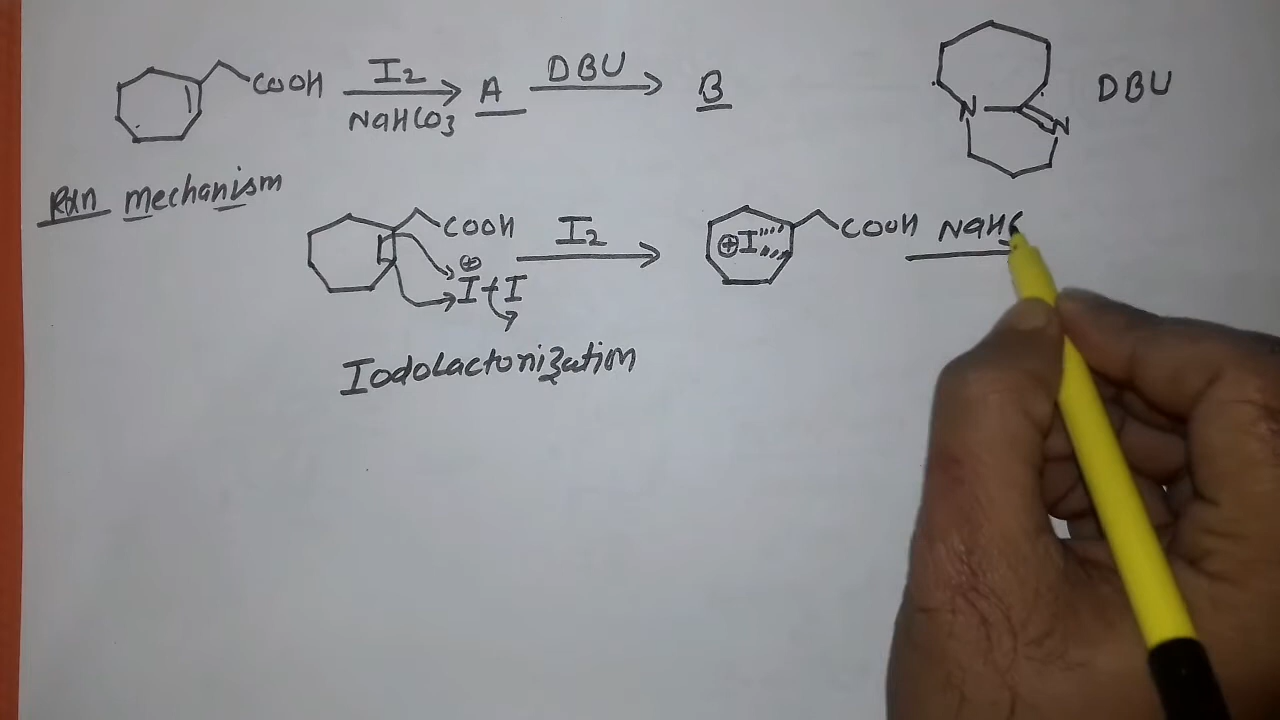 COOH I2 NaHCO3 A DBU B
N N DBU
Rxn mechanism
COOH I2 ⊕I COOH NaHC
⊕
I I
Iodolactonization